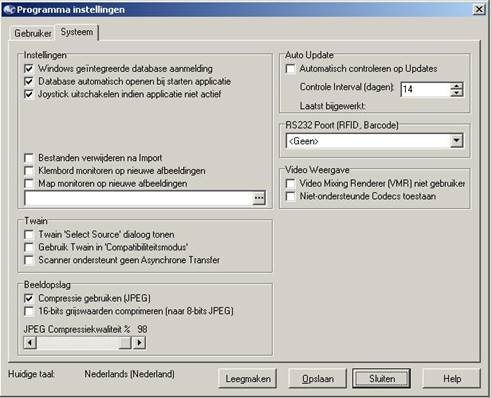 Programma instellingen
Gebruiker Systeem
Instellingen
Windows geïntegreerde database aanmelding
Database automatisch openen bij starten applicatie
Joystick uitschakelen indien applicatie niet actief
Bestanden verwijderen na Import
Klembord monitoren op nieuwe afbeeldingen
Map monitoren op nieuwe afbeeldingen
...
Twain
Twain 'Select Source' dialoog tonen
Gebruik Twain in 'Compatibiliteitsmodus'
Scanner ondersteunt geen Asynchrone Transfer
Beeldopslag
Compressie gebruiken (JPEG)
16-bits grijswaarden comprimeren (naar 8-bits JPEG)
JPEG Compressiekwaliteit % 98
Auto Update
Automatisch controleren op Updates
Controle Interval (dagen): 14
Laatst bijgewerkt:
RS232 Poort (RFID, Barcode)
<Geen>
Video Weergave
Video Mixing Renderer (VMR) niet gebruiker
Niet-ondersteunde Codecs toestaan
Huidige taal: Nederlands (Nederland)
Leegmaken Opslaan Sluiten Help